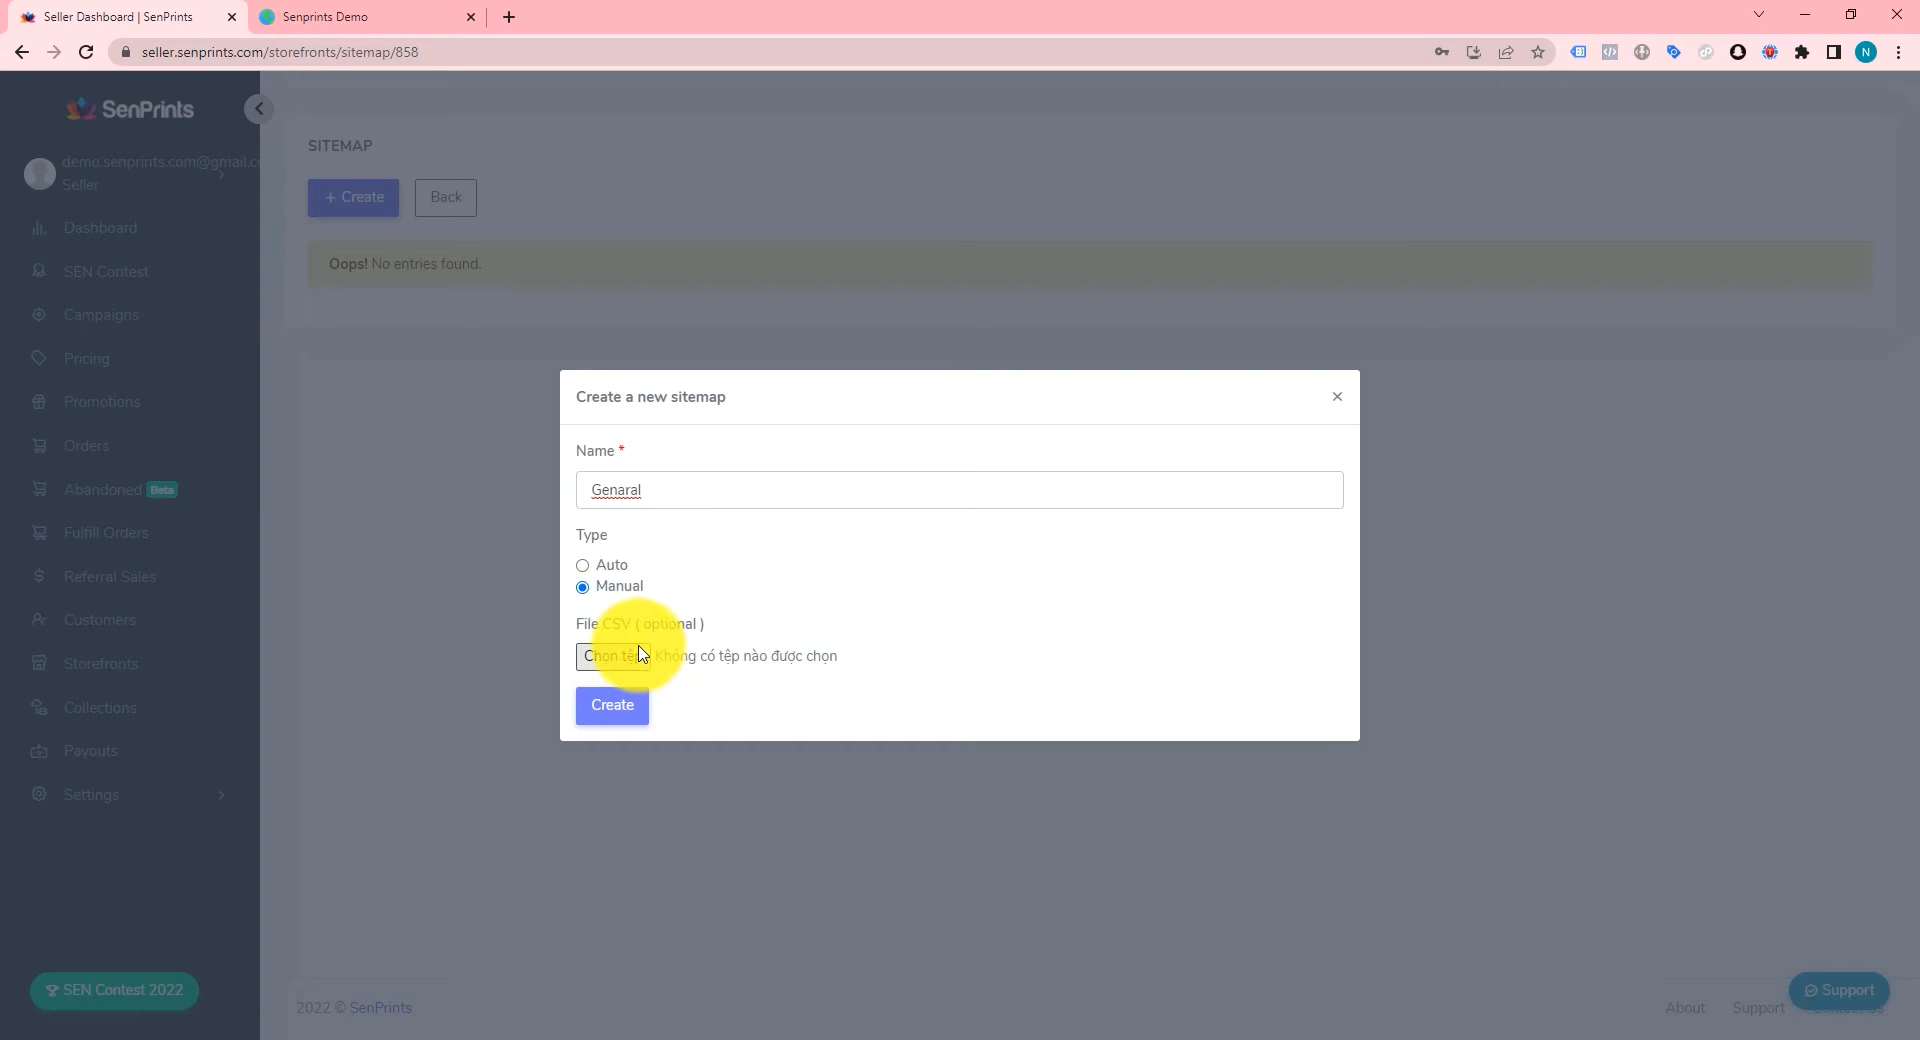 Seller Dashboard | SenPrints
Senprints Demo
seller.senprints.com/storefronts/sitemap/858
N
SenPrints
demo.senprints.com@gmail.c
Seller
Dashboard
SEN Contest
Campaigns
Pricing
Promotions
Orders
Abandoned Beta
Fulfill Orders
Referral Sales
Customers
Storefronts
Collections
Payouts
Settings
SEN Contest 2022
SITEMAP
+ Create
Back
Oops! No entries found.
Create a new sitemap
×
Name *
Genaral
Type
Auto
Manual
File CSV ( optional )
Chọn tệp Không có tệp nào được chọn
Create
2022 © SenPrints
About
Support
Support